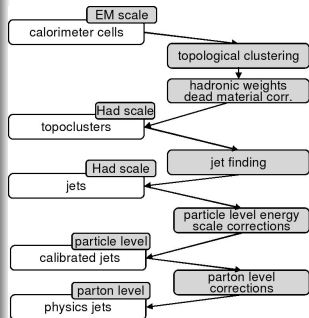 EM scale
calorimeter cells
topological clustering
hadronic weights
dead material corr.
Had scale
topoclusters
jet finding
Had scale
jets
particle level energy
scale corrections
particle level
calibrated jets
parton level
corrections
parton level
physics jets